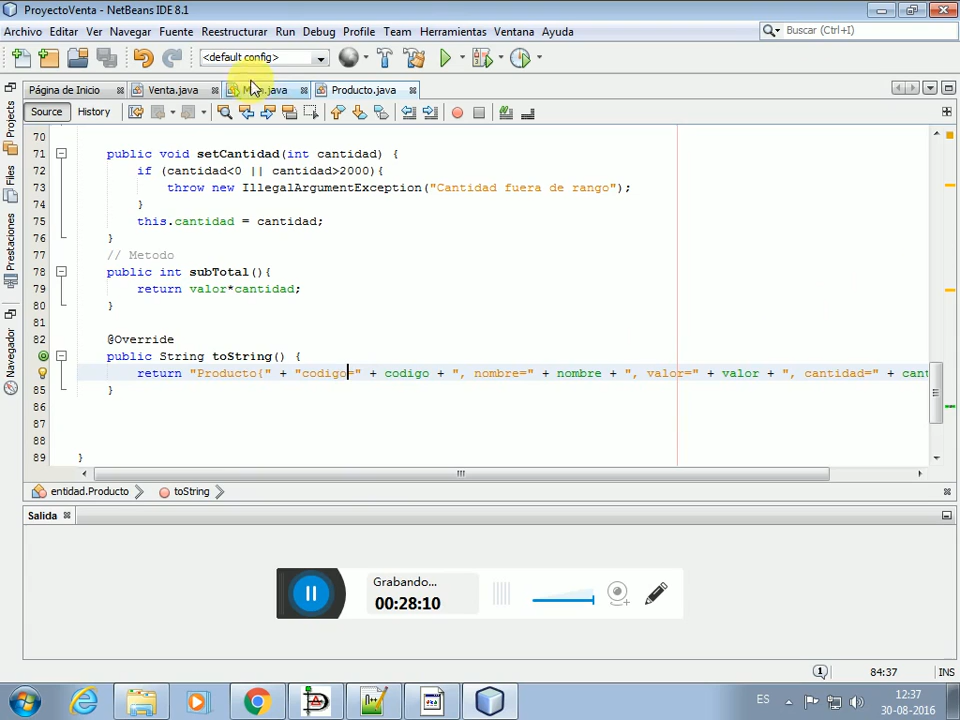 ProyectoVenta - NetBeans IDE 8.1
Archivo Editar Ver Navegar Fuente Reestructurar Run Debug Profile Team Herramientas Ventana Ayuda
Buscar (Ctrl+I)
<default config>
Página de Inicio Venta.java .java Producto.java
Source History
70
71 public void setCantidad(int cantidad) {
72 if (cantidad<0 || cantidad>2000){
73 throw new IllegalArgumentException("Cantidad fuera de rango");
74 }
75 this.cantidad = cantidad;
76 }
77 // Metodo
78 public int subTotal(){
79 return valor*cantidad;
80 }
81
82 @Override
public String toString() {
return "Producto{" + "codigo=" + codigo + ", nombre=" + nombre + ", valor=" + valor + ", cantidad=" + cant
85 }
86
87
88
89 }
Projects
Files
Prestaciones
Navegador
entidad.Producto toString
Salida
Grabando...
00:28:10
1 84:37 INS
ES 12:37
30-08-2016